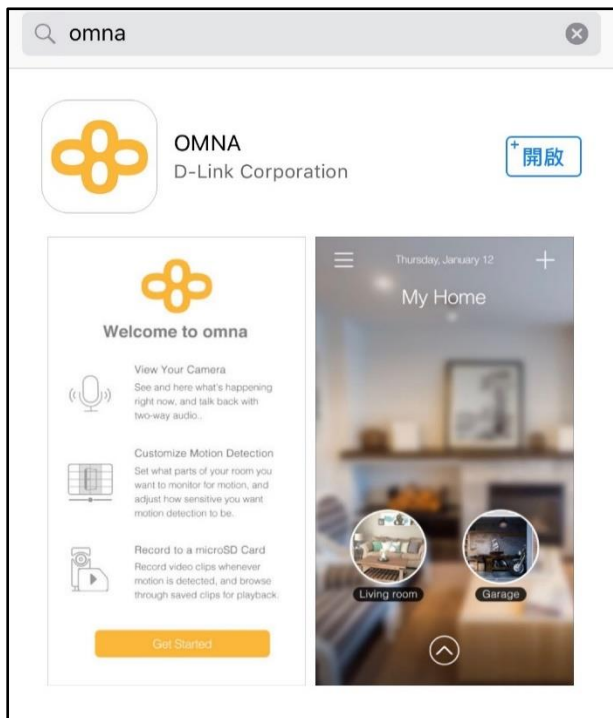 omna
OMNA
D-Link Corporation
+開啟
Welcome to omna
View Your Camera
See and here what's happening
right now, and talk back with
two-way audio..
Customize Motion Detection
Set what parts of your room you
want to monitor for motion, and
adjust how sensitive you want
motion detection to be..
Record to a microSD Card
Record video clips whenever
motion is detected, and browse
through saved clips for playback
Get Started
Thursday, January 12
My Home
Living room
Garage